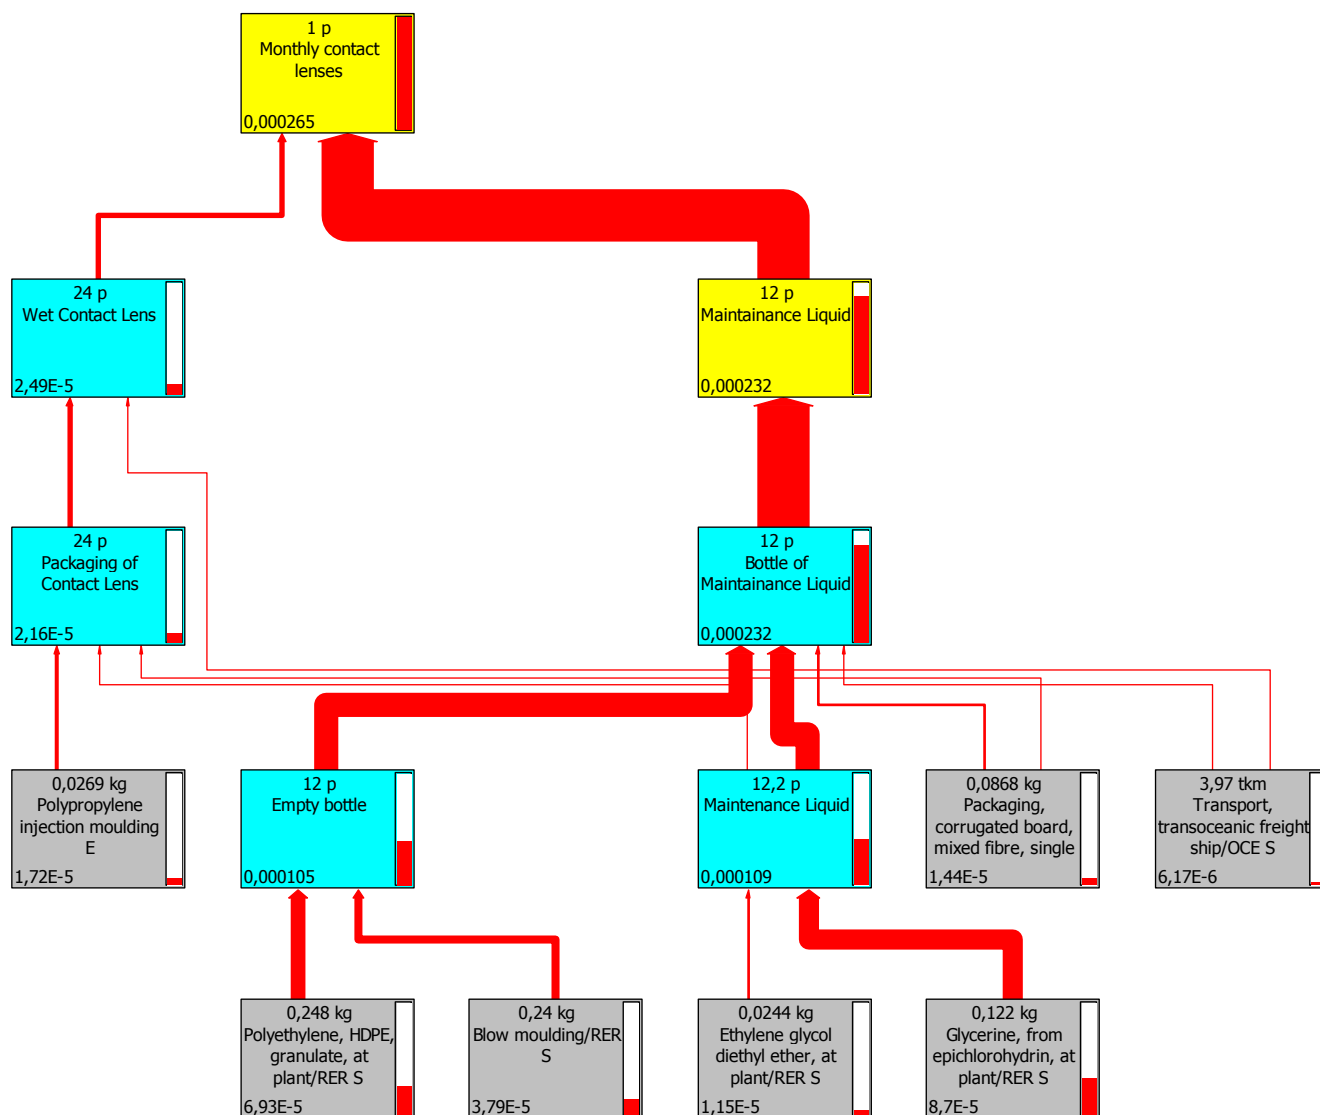 1 p
Monthly contact
lenses
0,000265
24 p
Wet Contact Lens
2,49E-5
12 p
Maintainance Liquid
0,000232
24 p
Packaging of
Contact Lens
2,16E-5
12 p
Bottle of
Maintainance Liquid
0,000232
0,0269 kg
Polypropylene
injection moulding
E
1,72E-5
12 p
Empty bottle
0,000105
12,2 p
Maintenance Liquid
0,000109
0,0868 kg
Packaging,
corrugated board,
mixed fibre, single
1,44E-5
3,97 tkm
Transport,
transoceanic freight
ship/OCE S
6,17E-6
0,248 kg
Polyethylene, HDPE,
granulate, at
plant/RER S
6,93E-5
0,24 kg
Blow moulding/RER
S
3,79E-5
0,0244 kg
Ethylene glycol
diethyl ether, at
plant/RER S
1,15E-5
0,122 kg
Glycerine, from
epichlorohydrin, at
plant/RER S
8,7E-5